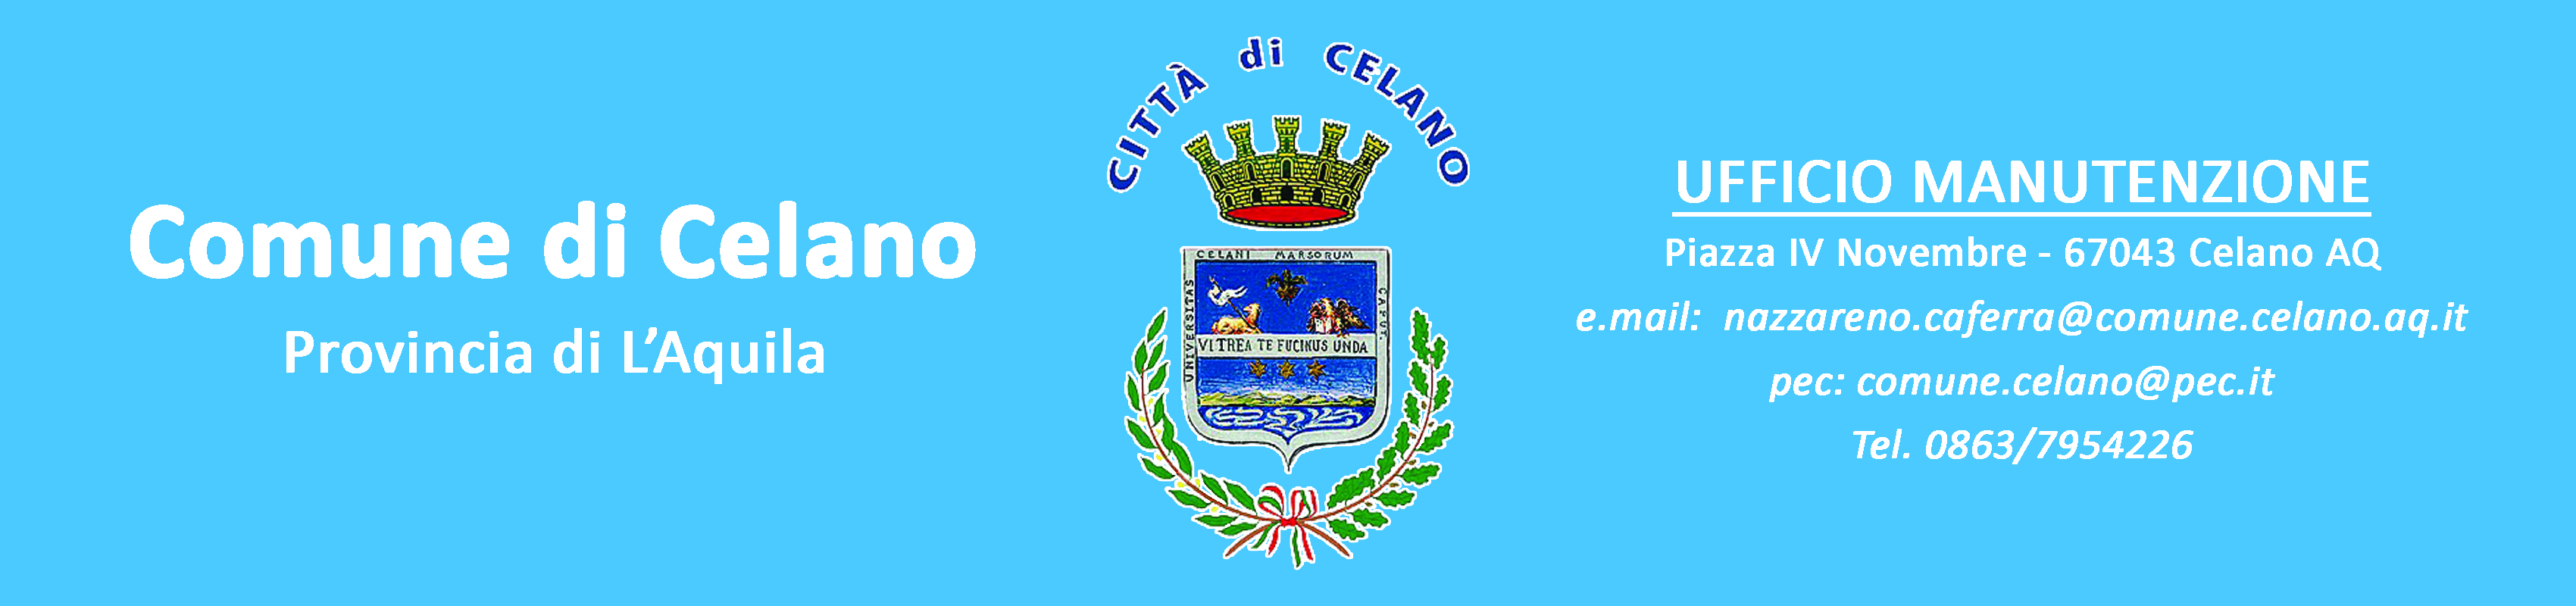 Comune di Celano
Provincia di L’Aquila
CITTÀ di CELANO
UNIVERSITAS CELANI MARSORUM CAPUT.
VITREA TE FUCINUS UNDA
UFFICIO MANUTENZIONE
Piazza IV Novembre - 67043 Celano AQ
e.mail: nazzareno.caferra@comune.celano.aq.it
pec: comune.celano@pec.it
Tel. 0863/7954226